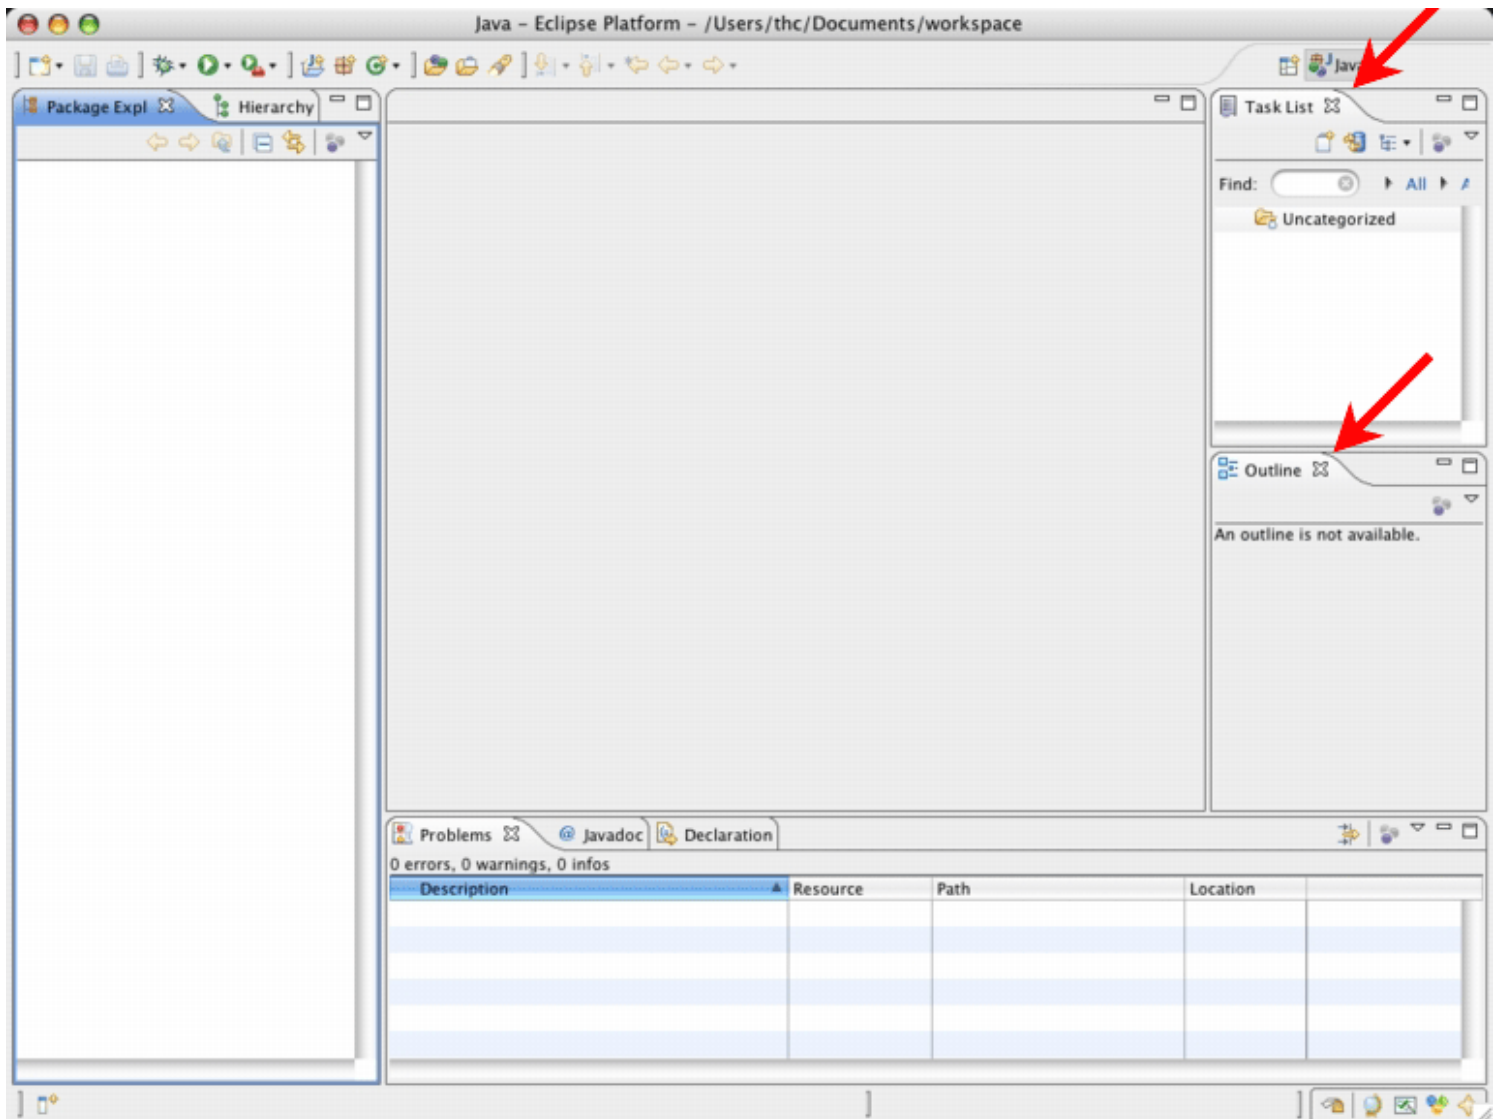 Java – Eclipse Platform – /Users/thc/Documents/workspace
Java
Package Expl
Hierarchy
Task List
Find:
All
Uncategorized
Outline
An outline is not available.
Problems
@ Javadoc
Declaration
0 errors, 0 warnings, 0 infos
Description Resource Path Location